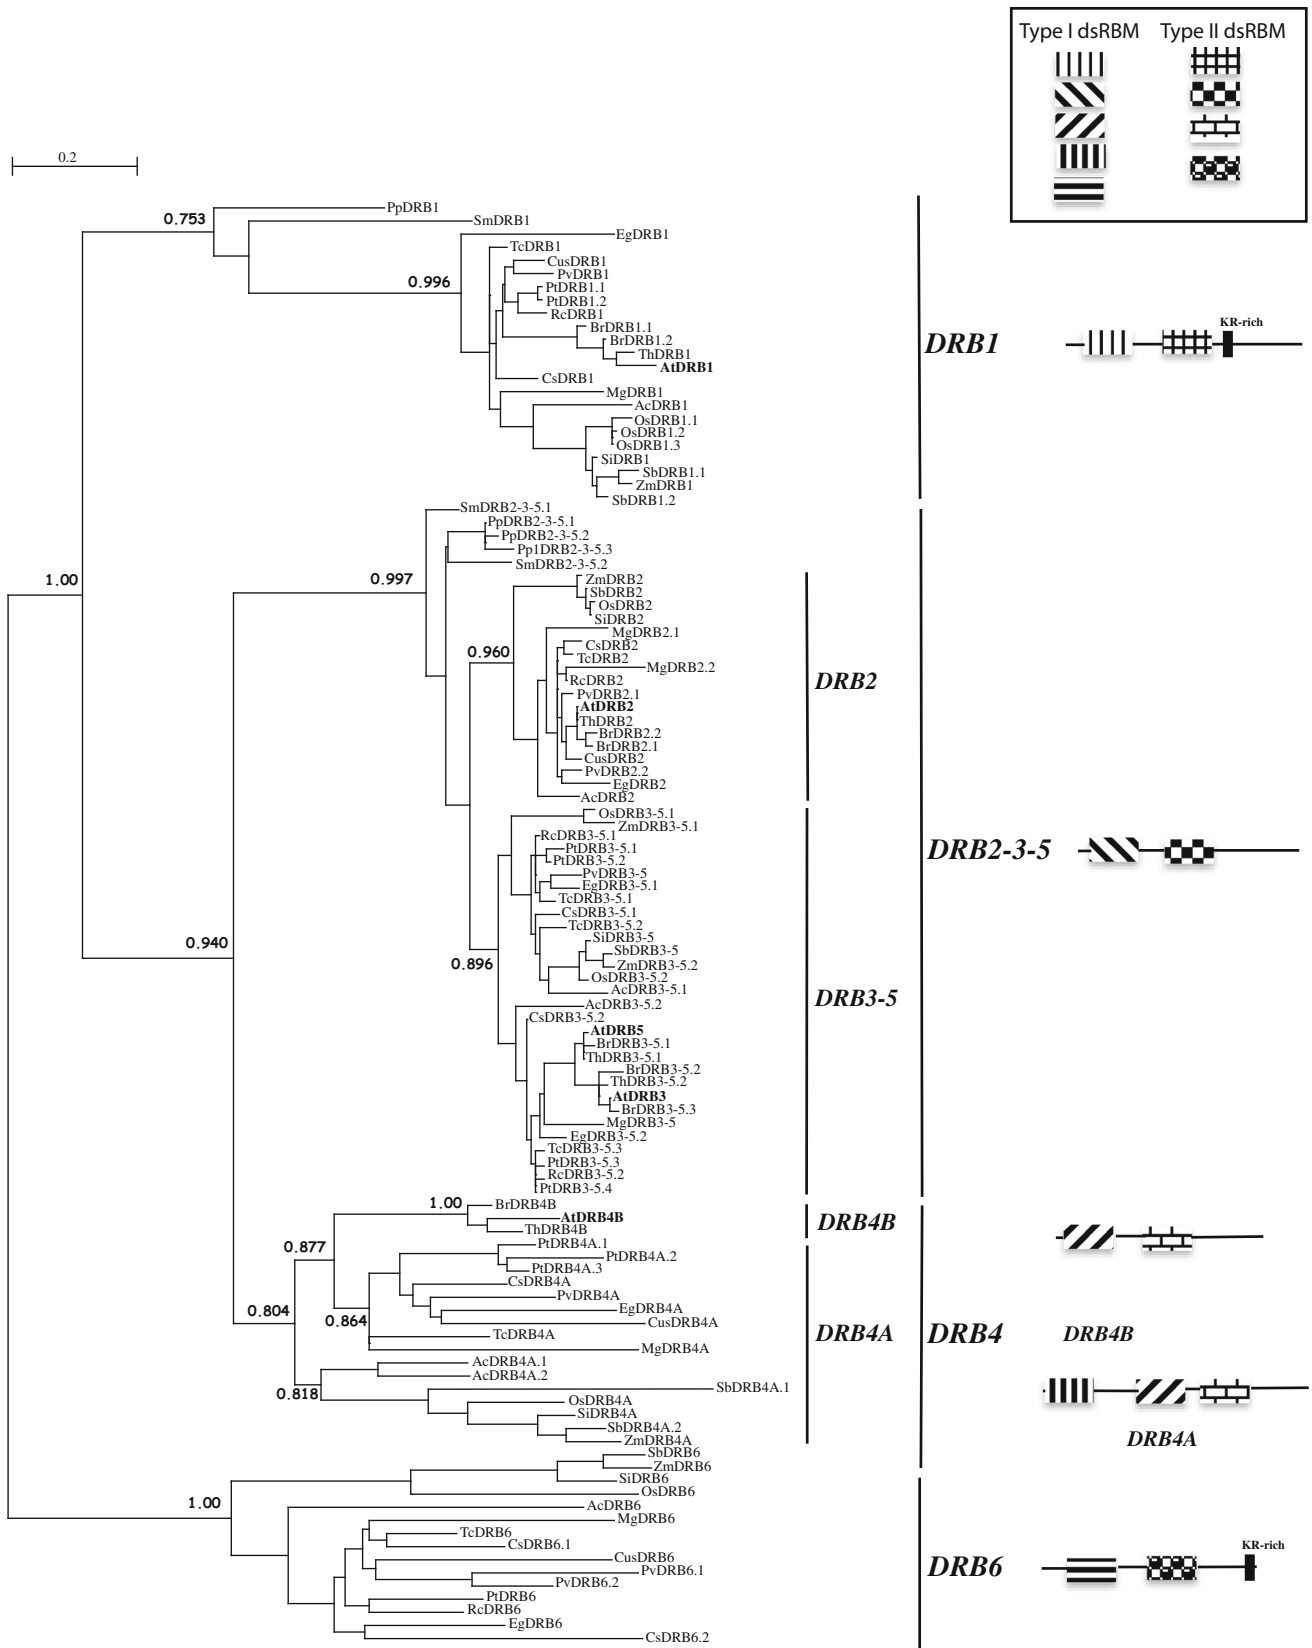 Type I dsRBM Type II dsRBM
0.2
PpDRB1
0.753
SmDRB1
EgDRB1
TcDRB1
CusDRB1
PvDRB1
0.996
PtDRB1.1
PtDRB1.2
RcDRB1
BrDRB1.1
BrDRB1.2
ThDRB1
AtDRB1
CsDRB1
MgDRB1
AcDRB1
OsDRB1.1
OsDRB1.2
OsDRB1.3
SiDRB1
SbDRB1.1
ZmDRB1
SbDRB1.2
DRB1
KR-rich
SmDRB2-3-5.1
PpDRB2-3-5.1
PpDRB2-3-5.2
Pp1DRB2-3-5.3
SmDRB2-3-5.2
1.00
0.997
ZmDRB2
SbDRB2
OsDRB2
SiDRB2
MgDRB2.1
CsDRB2
0.960
TcDRB2
MgDRB2.2
RcDRB2
PvDRB2.1
AtDRB2
ThDRB2
BrDRB2.2
BrDRB2.1
CusDRB2
PvDRB2.2
EgDRB2
AcDRB2
DRB2
OsDRB3-5.1
ZmDRB3-5.1
RcDRB3-5.1
PtDRB3-5.1
PtDRB3-5.2
PvDRB3-5
EgDRB3-5.1
TcDRB3-5.1
CsDRB3-5.1
TcDRB3-5.2
SiDRB3-5
0.940
SbDRB3-5
0.896
ZmDRB3-5.2
OsDRB3-5.2
AcDRB3-5.1
AcDRB3-5.2
CsDRB3-5.2
AtDRB5
BrDRB3-5.1
ThDRB3-5.1
BrDRB3-5.2
ThDRB3-5.2
AtDRB3
BrDRB3-5.3
MgDRB3-5
EgDRB3-5.2
TcDRB3-5.3
PtDRB3-5.3
RcDRB3-5.2
PtDRB3-5.4
DRB3-5
DRB2-3-5
1.00
BrDRB4B
AtDRB4B
ThDRB4B
DRB4B
0.877
PtDRB4A.1
PtDRB4A.2
PtDRB4A.3
CsDRB4A
PvDRB4A
0.804
EgDRB4A
0.864
CusDRB4A
TcDRB4A
MgDRB4A
AcDRB4A.1
AcDRB4A.2
0.818
SbDRB4A.1
OsDRB4A
SiDRB4A
SbDRB4A.2
ZmDRB4A
DRB4A
DRB4
DRB4B
DRB4A
SbDRB6
ZmDRB6
SiDRB6
OsDRB6
1.00
AcDRB6
MgDRB6
TcDRB6
CsDRB6.1
CusDRB6
PvDRB6.1
PvDRB6.2
PtDRB6
RcDRB6
EgDRB6
CsDRB6.2
DRB6
KR-rich